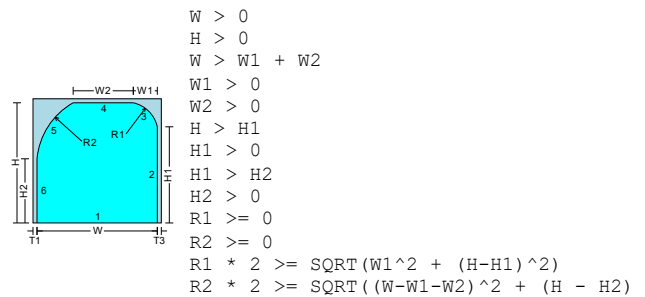 W > 0
H > 0
W > W1 + W2
W1 > 0
W2 > 0
H > H1
H1 > 0
H1 > H2
H2 > 0
R1 >= 0
R2 >= 0
R1 * 2 >= SQRT(W1^2 + (H-H1)^2)
R2 * 2 >= SQRT((W-W1-W2)^2 + (H - H2)
W2 W1
4
3
5
R1
R2
H
H2
6
2
H1
1
T1 W T3